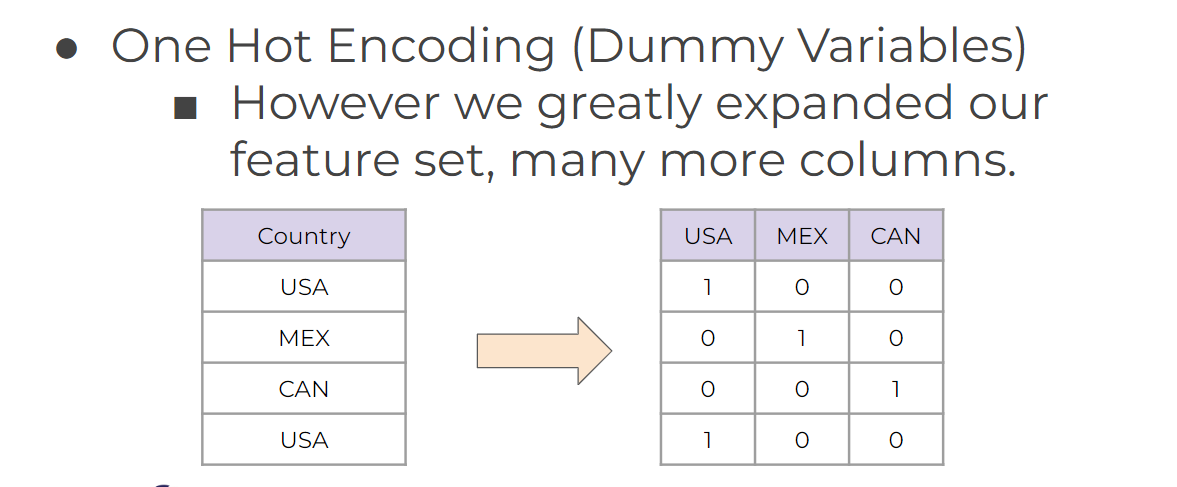 ● One Hot Encoding (Dummy Variables)
■ However we greatly expanded our
feature set, many more columns.
Country
USA
MEX
CAN
USA
USA MEX CAN
1 0 0
0 1 0
0 0 1
1 0 0